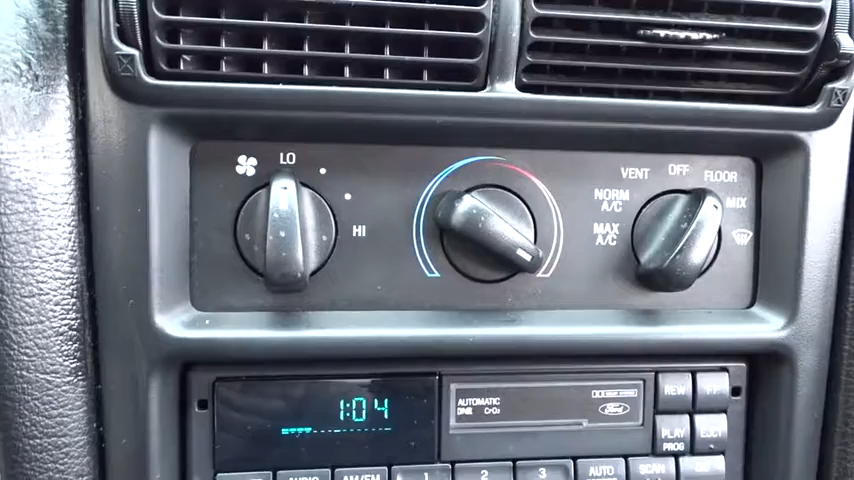 LO
HI
VENT OFF FLOOR
NORM
A/C
MIX
MAX
A/C
1:04
AUTOMATIC
DNR CrO2
Ford
REW FF
PLAY EJCT
PROG
AUDIO AM/FM 1 2 3 AUTO SCAN